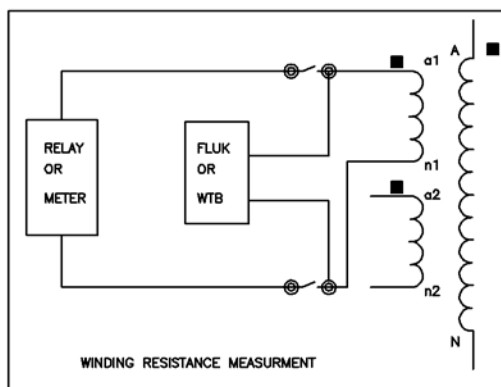 A
a1
RELAY
OR
METER
FLUK
OR
WTB
n1
a2
n2
N
WINDING RESISTANCE MEASURMENT